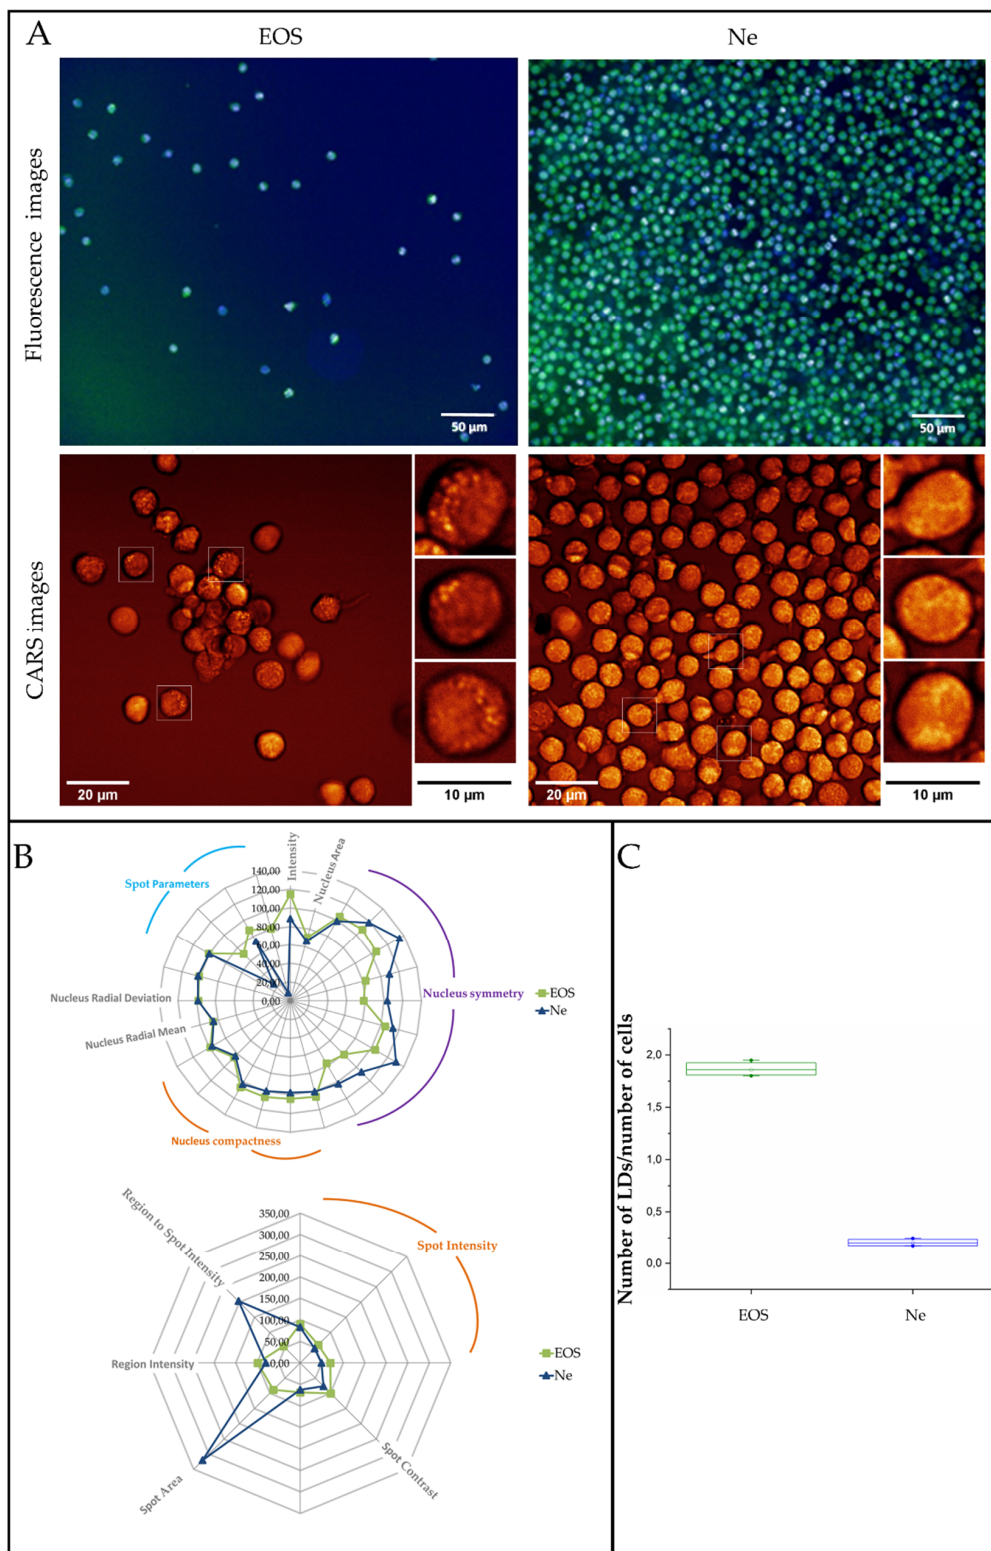 A
EOS
Ne
Fluorescence images
50 µm
50 µm
CARS images
20 µm
10 µm
20 µm
10 µm
B
Spot Parameters
Intensity
Nucleus Area
140,00
120,00
100,00
80,00
60,00
40,00
20,00
0,00
Nucleus symmetry
EOS
Ne
Nucleus Radial Deviation
Nucleus Radial Mean
Nucleus compactness
Region to Spot Intensity
350,00
300,00
250,00
200,00
150,00
100,00
50,00
0,00
Spot Intensity
EOS
Ne
Region Intensity
Spot Area
Spot Contrast
C
Number of LDs/number of cells
2.0
1,5
1,0
0,5
0,0
EOS
Ne